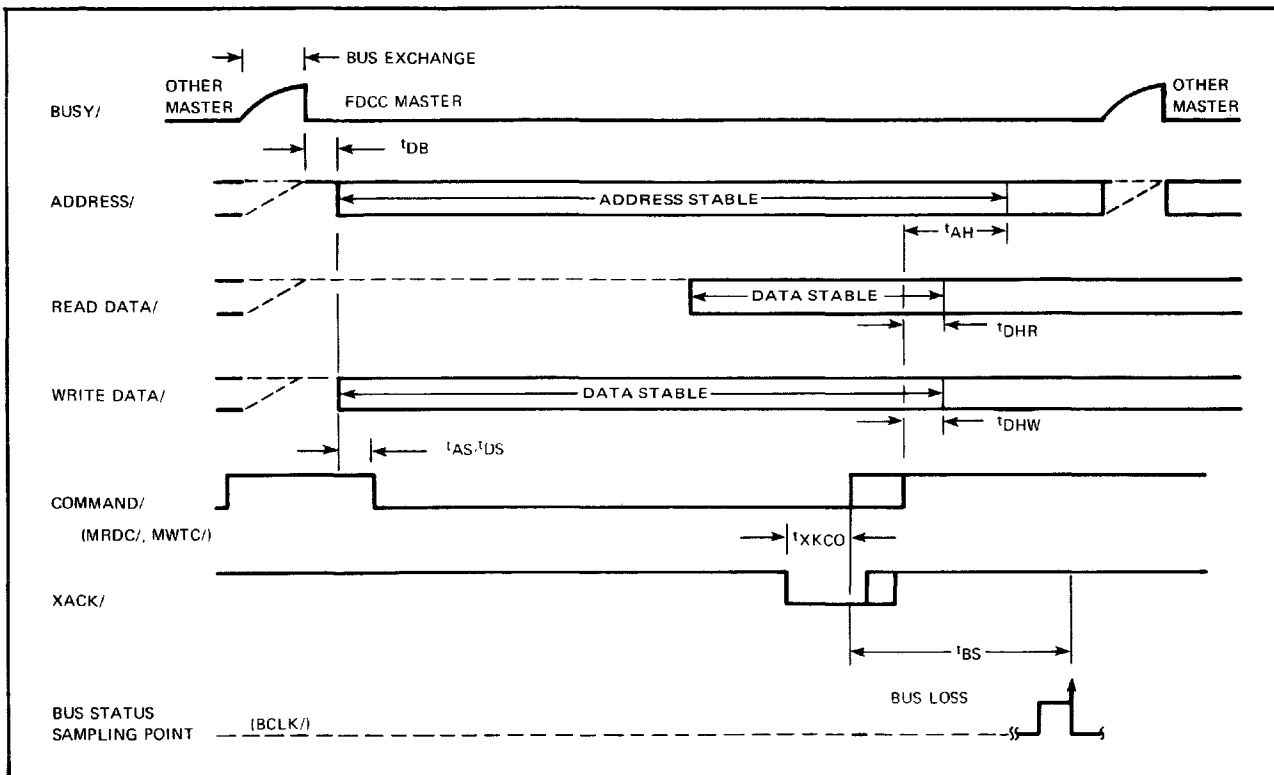 BUS EXCHANGE
OTHER
MASTER
FDCC MASTER
OTHER
MASTER
BUSY/
tDB
ADDRESS/
ADDRESS STABLE
tAH
READ DATA/
DATA STABLE
tDHR
WRITE DATA/
DATA STABLE
tDHW
tAS,tDS
COMMAND/
(MRDC/, MWTC/)
tXKCO
XACK/
tBS
BUS LOSS
BUS STATUS
SAMPLING POINT
(BCLK/)